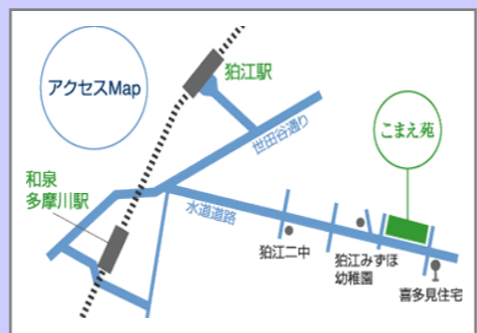 アクセスMap
狛江駅
世田谷通り
こまえ苑
和泉
多摩川駅
水道道路
狛江二中
狛江みずほ
幼稚園
喜多見住宅